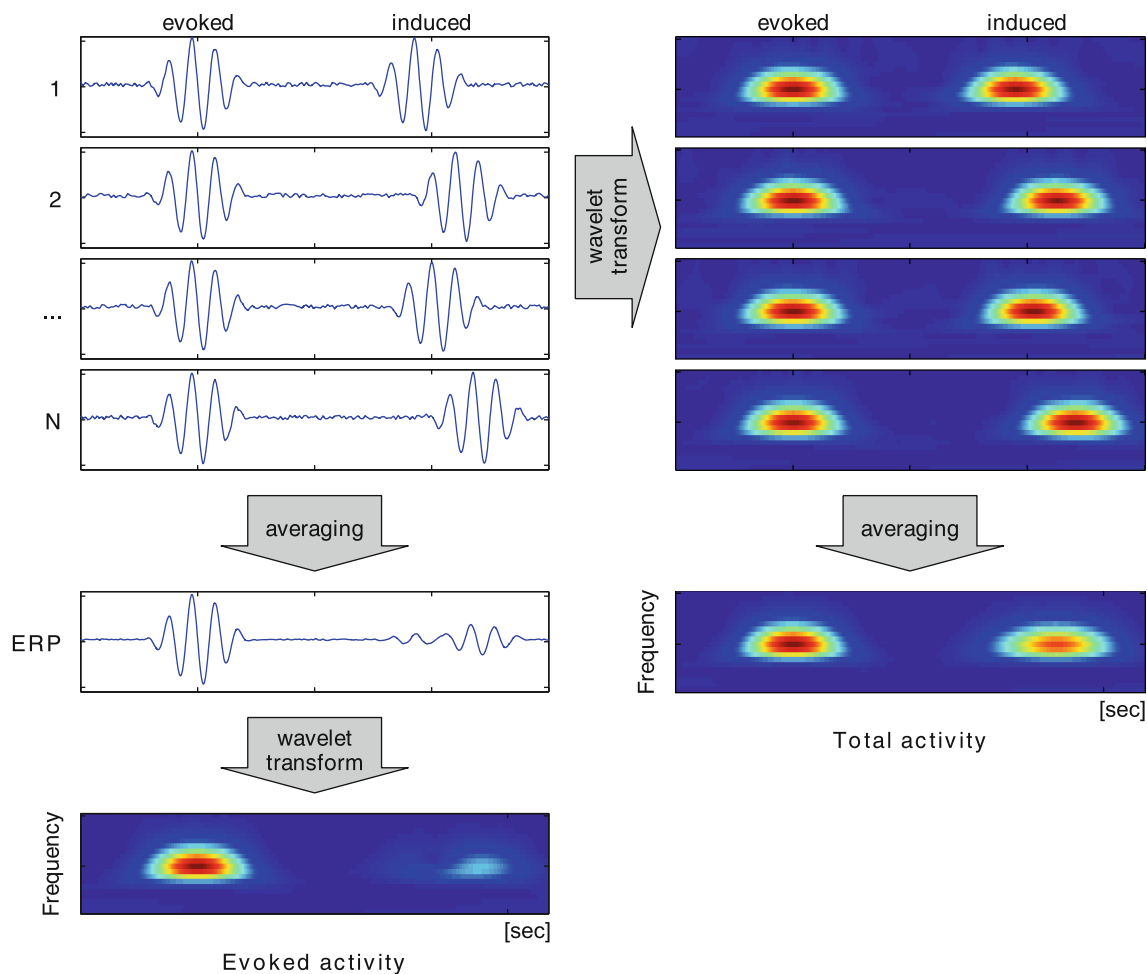 evoked induced
evoked induced
1
2
wavelet
transform
...
N
averaging
averaging
ERP
Frequency
[sec]
Total activity
wavelet
transform
Frequency
[sec]
Evoked activity